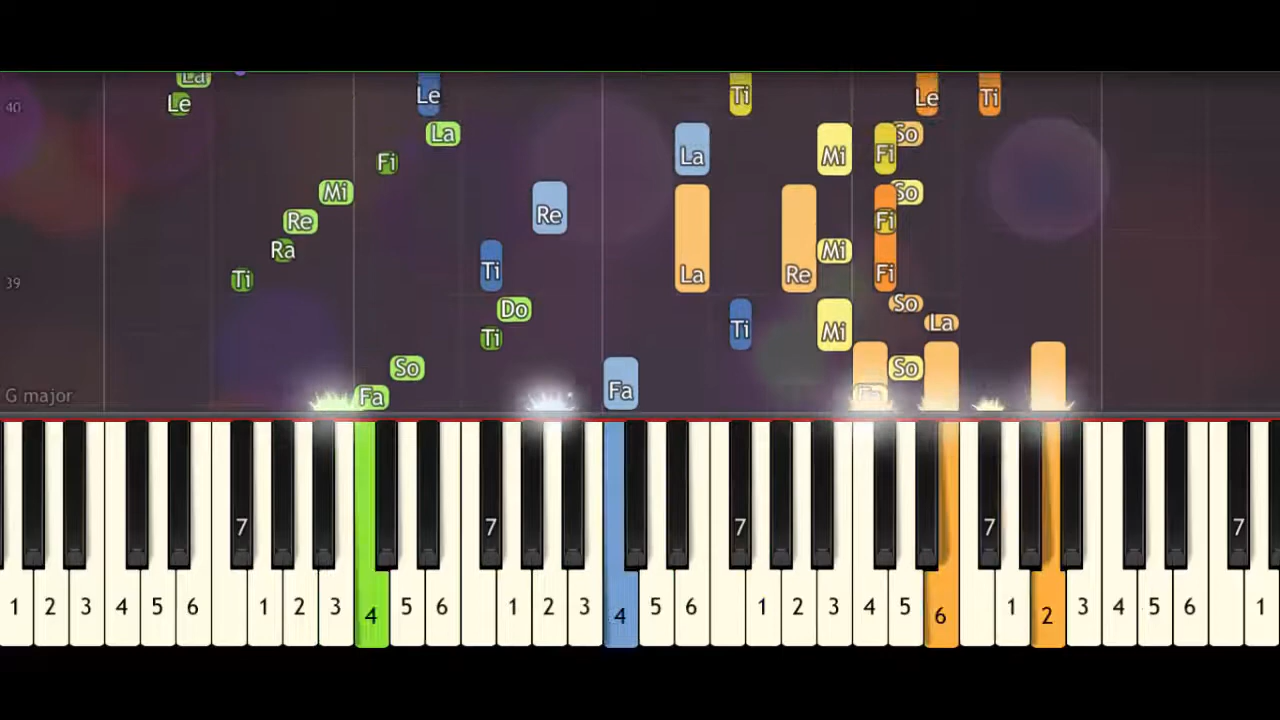 La
Le Ti Le Ti
40
Le
La So
Fi La Mi Fi
Mi So
Re Re Fi
Ra Mi
Ti Ti La Re Fi
39
Do So
Ti Ti Mi La
So So
G major Fa Fa Fa
7 7 7 7 7
1 2 3 4 5 6 1 2 3 4 5 6 1 2 3 4 5 6 1 2 3 4 5 6 1 2 3 4 5 6 1